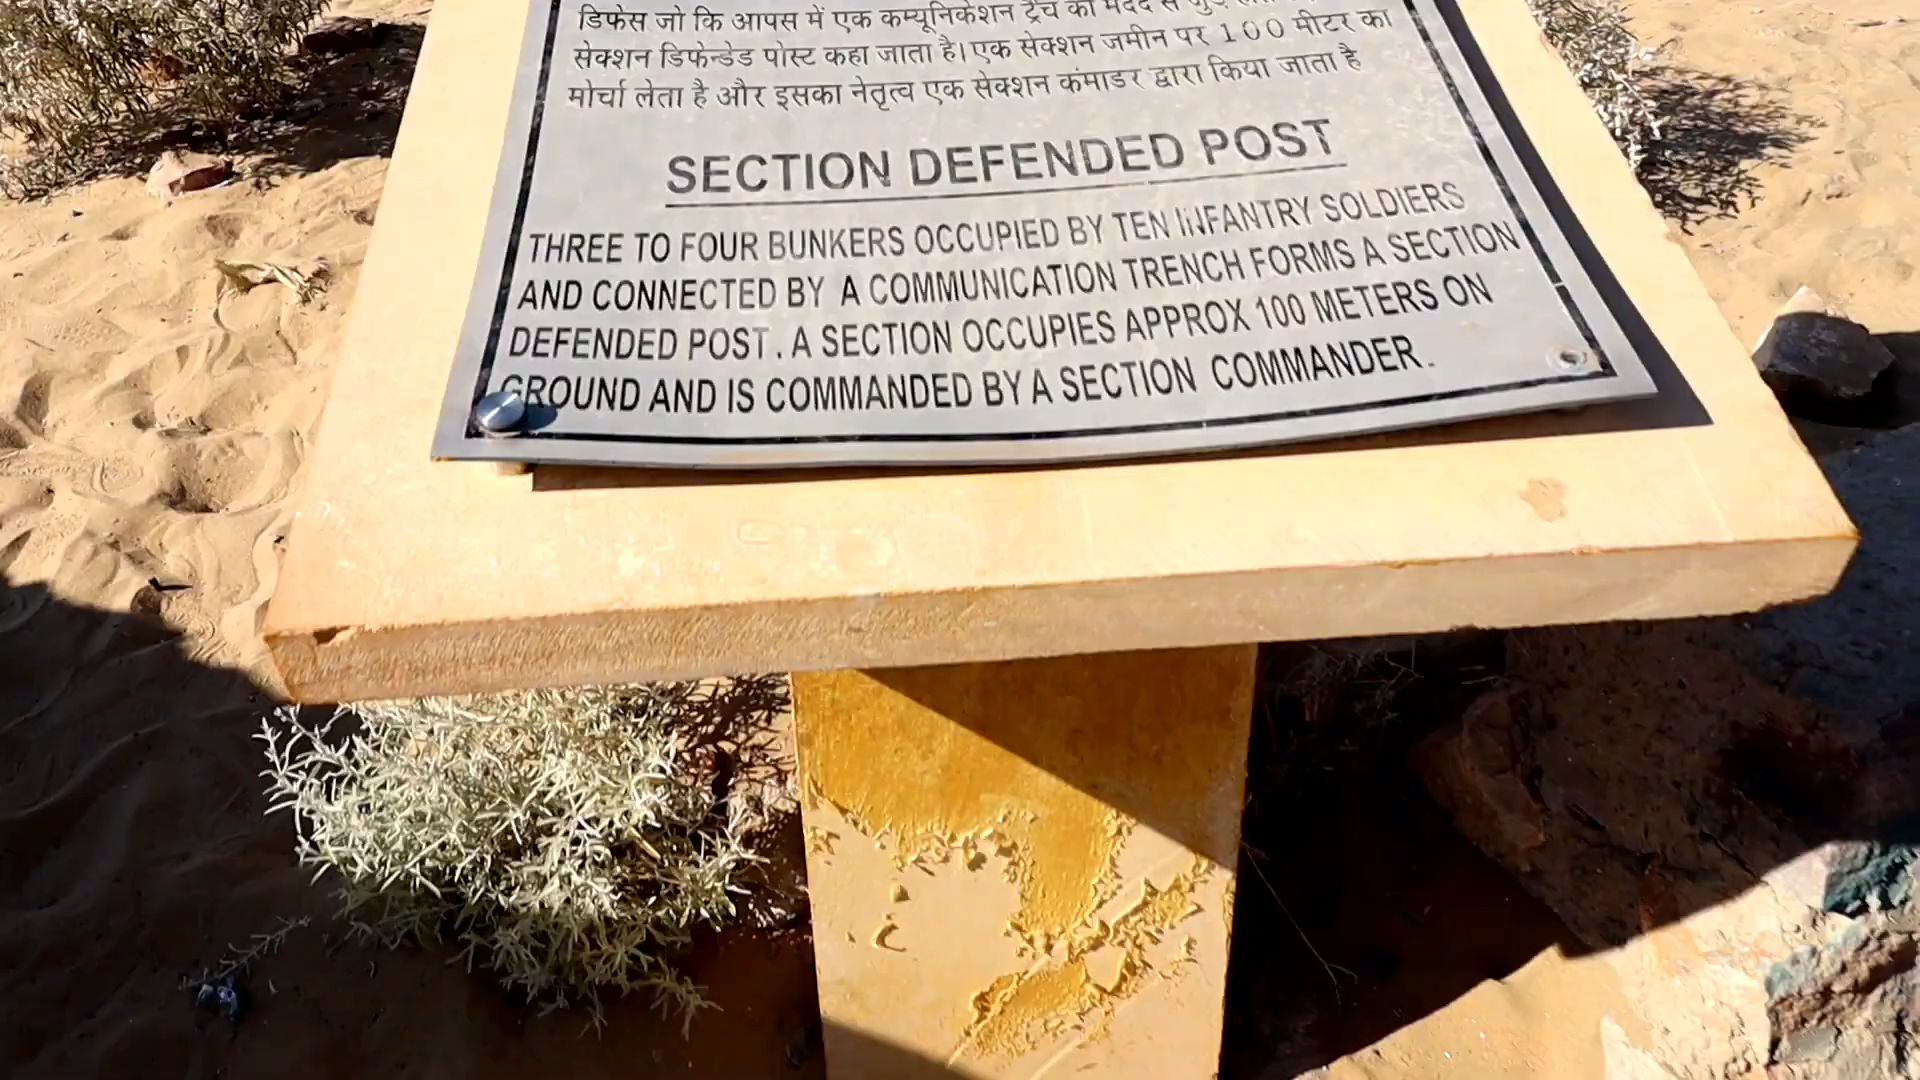 डिफेंस जो कि आपस में एक कम्यूनिकेशन ट्रैंच की मदद से
सेक्शन डिफेन्डेड पोस्ट कहा जाता है। एक सेक्शन जमीन पर 100 मीटर का
मोर्चा लेता है और इसका नेतृत्व एक सेक्शन कंमाडर द्वारा किया जाता है
SECTION DEFENDED POST
THREE TO FOUR BUNKERS OCCUPIED BY TEN INFANTRY SOLDIERS
AND CONNECTED BY A COMMUNICATION TRENCH FORMS A SECTION
DEFENDED POST. A SECTION OCCUPIES APPROX 100 METERS ON
GROUND AND IS COMMANDED BY A SECTION COMMANDER.